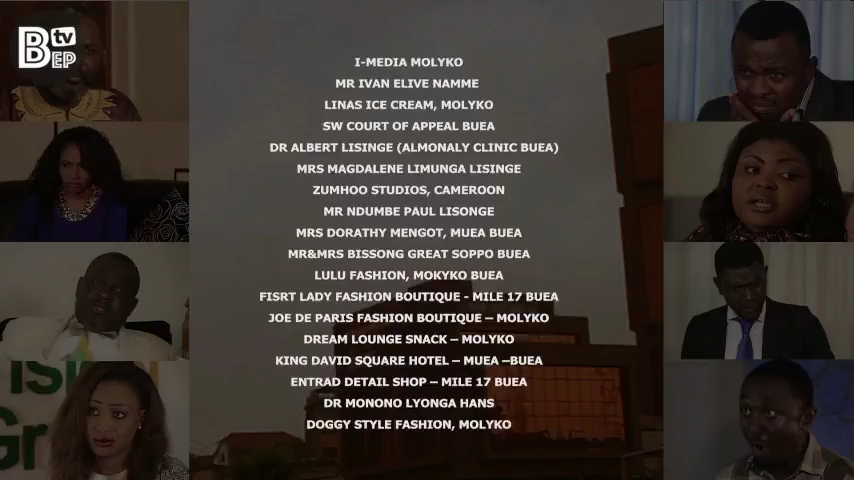 B tv
EP
I-MEDIA MOLYKO
MR IVAN ELIVE NAMME
LINAS ICE CREAM, MOLYKO
SW COURT OF APPEAL BUEA
DR ALBERT LISINGE (ALMONALY CLINIC BUEA)
MRS MAGDALENE LIMUNGA LISINGE
ZUMHOO STUDIOS, CAMEROON
MR NDUMBE PAUL LISONGE
MRS DORATHY MENGOT, MUEA BUEA
MR&MRS BISSONG GREAT SOPPO BUEA
LULU FASHION, MOKYKO BUEA
FISRT LADY FASHION BOUTIQUE - MILE 17 BUEA
JOE DE PARIS FASHION BOUTIQUE – MOLYKO
DREAM LOUNGE SNACK – MOLYKO
KING DAVID SQUARE HOTEL – MUEA –BUEA
ENTRAD DETAIL SHOP – MILE 17 BUEA
DR MONONO LYONGA HANS
DOGGY STYLE FASHION, MOLYKO